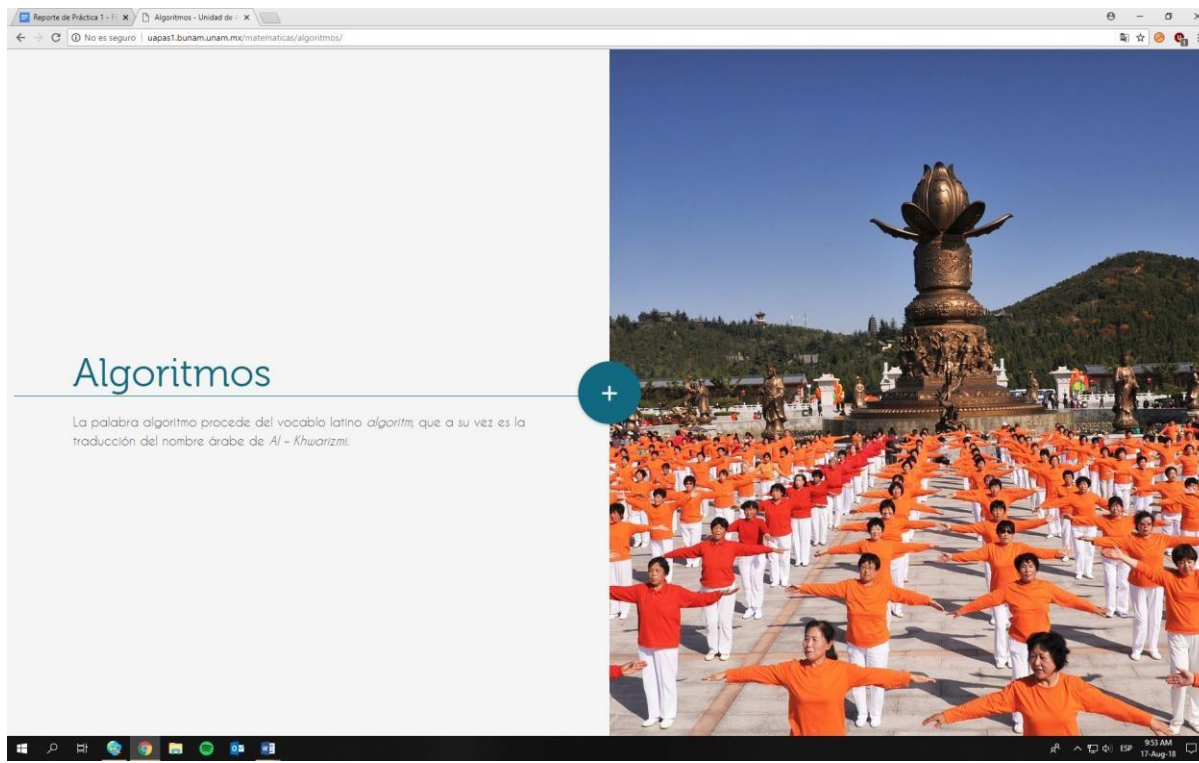 Reporte de Práctica 1 - Fi
Algoritmos - Unidad de A
No es seguro | uapas1.bunam.unam.mx/matematicas/algoritmos/
Algoritmos
+
La palabra algoritmo procede del vocablo latino algoritm, que a su vez es la
traducción del nombre árabe de Al - Khwarizmi.
ESP
9:53 AM
17-Aug-18